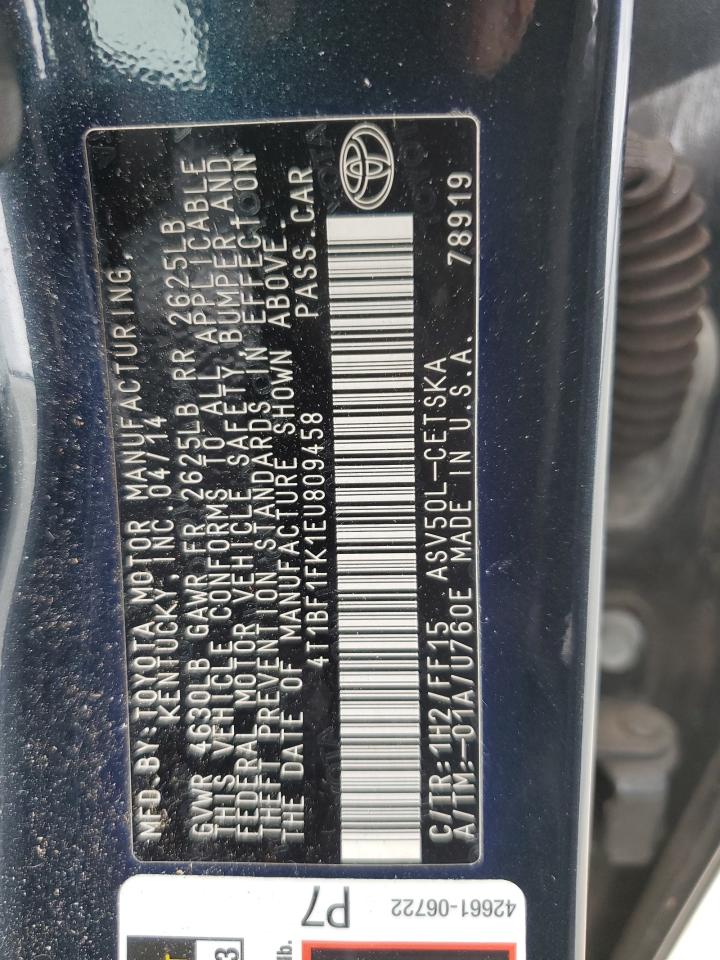 MFD.BY:TOYOTA MOTOR MANUFACTURING,
KENTUCKY, INC.04/14
GVWR 4630LB GAWR FR 2625LB RR 2625LB
THIS VEHICLE CONFORMS TO ALL APPLICABLE
FEDERAL MOTOR VEHICLE SAFETY,BUMPER AND
THEFT PREVENTION STANDARDS IN EFFECT ON
THE DATE OF MANUFACTURE SHOWN ABOVE.
4T1BF1FK1EU809458 PASS.CAR
C/TR:1H2/FF15 ASV50L-CETSKA
A/TM:-01A/U760E MADE IN U.S.A. 78919
42661-06722
P7
lb.
3